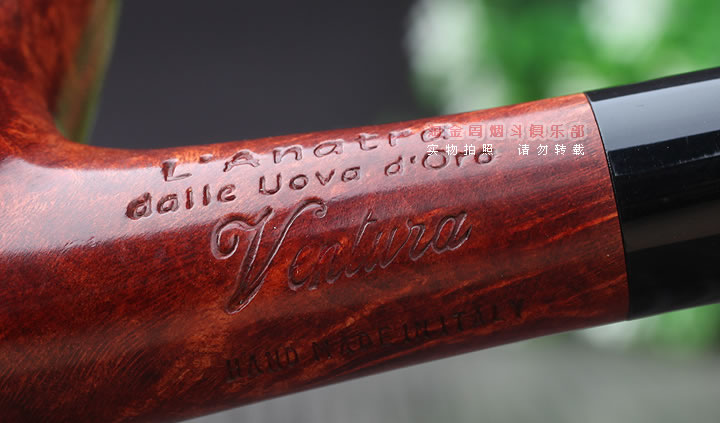 L'Anatra
dalle Uova d'Oro
Ventura
HAND MADE IN ITALY
金周烟斗俱乐部
实物拍照 请勿转载